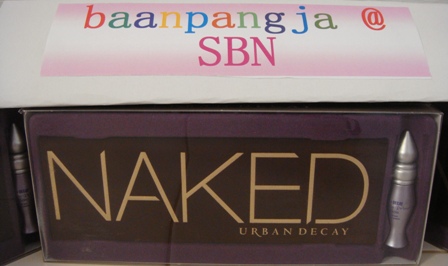 baanpangja @
SBN
NAKED
URBAN DECAY